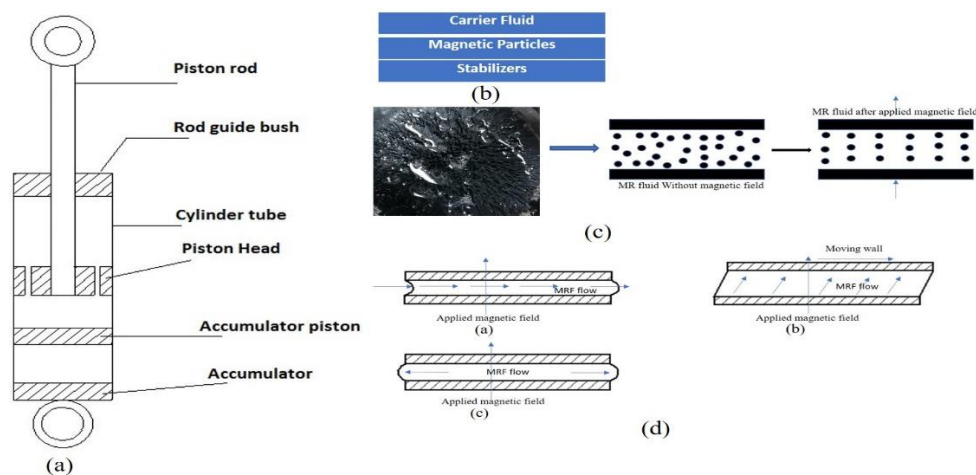 Piston rod
Rod guide bush
Cylinder tube
Piston Head
Accumulator piston
Accumulator
(a)
Carrier Fluid
Magnetic Particles
Stabilizers
(b)
MR fluid Without magnetic field
MR fluid after applied magnetic field
(c)
MRF flow
Applied magnetic field
(a)
Moving wall
MRF flow
Applied magnetic field
(b)
MRF flow
Applied magnetic field
(c)
(d)